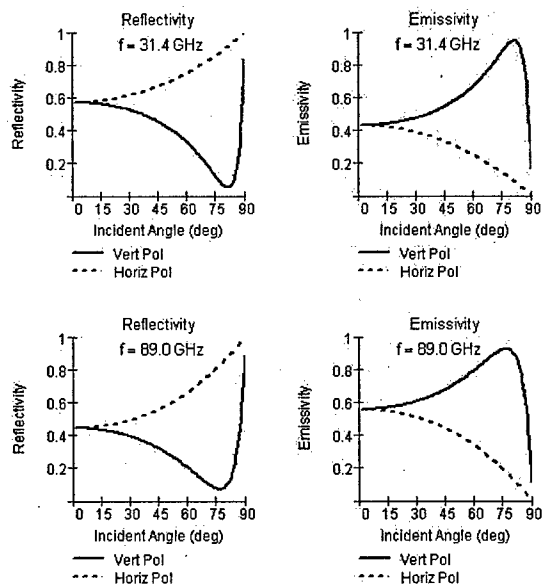 Reflectivity
f = 31.4 GHz
Reflectivity
1
0.8
0.6
0.4
0.2
0 15 30 45 60 75 90
Incident Angle (deg)
Vert Pol
Horiz Pol
Emissivity
f = 31.4 GHz
Emissivity
1
0.8
0.6
0.4
0.2
0 15 30 45 60 75 90
Incident Angle (deg)
Vert Pol
Horiz Pol
Reflectivity
f = 89.0 GHz
Reflectivity
1
0.8
0.6
0.4
0.2
0 15 30 45 60 75 90
Incident Angle (deg)
Vert Pol
Horiz Pol
Emissivity
f = 89.0 GHz
Emissivity
1
0.8
0.6
0.4
0.2
0 15 30 45 60 75 90
Incident Angle (deg)
Vert Pol
Horiz Pol